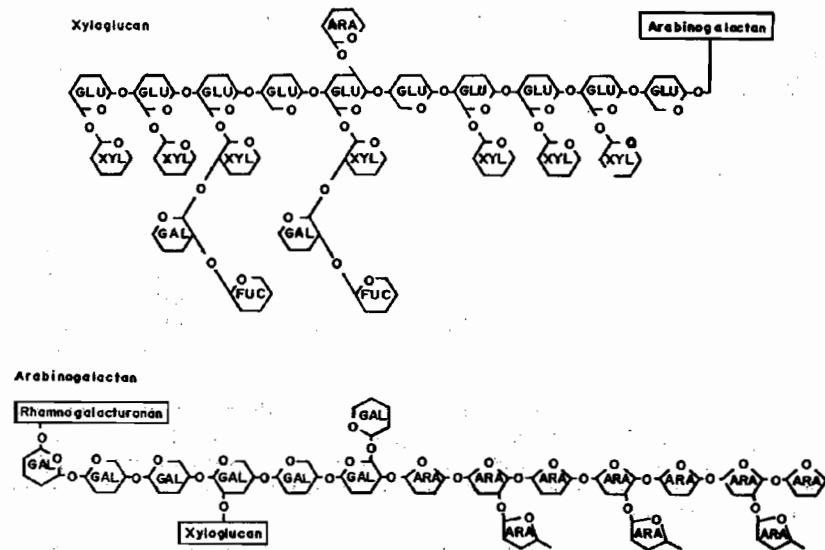 Xyloglucan
ARA
O
O
Arabinogalactan
GLU O GLU O GLU O GLU O GLU O GLU O GLU O GLU O GLU O GLU O
O O O O O O O O O O
O O O O O O O
O O O O O O O
XYL XYL XYL XYL XYL XYL XYL
O O
O O
GAL GAL
O O
O O
FUC FUC
Arabinogalactan
Rhamnogalacturonan
GAL
O
O
O
O O O O O O O O O O O O
GAL O GAL O GAL O GAL O GAL O GAL O ARA O ARA O ARA O ARA O ARA O ARA O ARA
O O O O
Xyloglucan
O O O
ARA ARA ARA